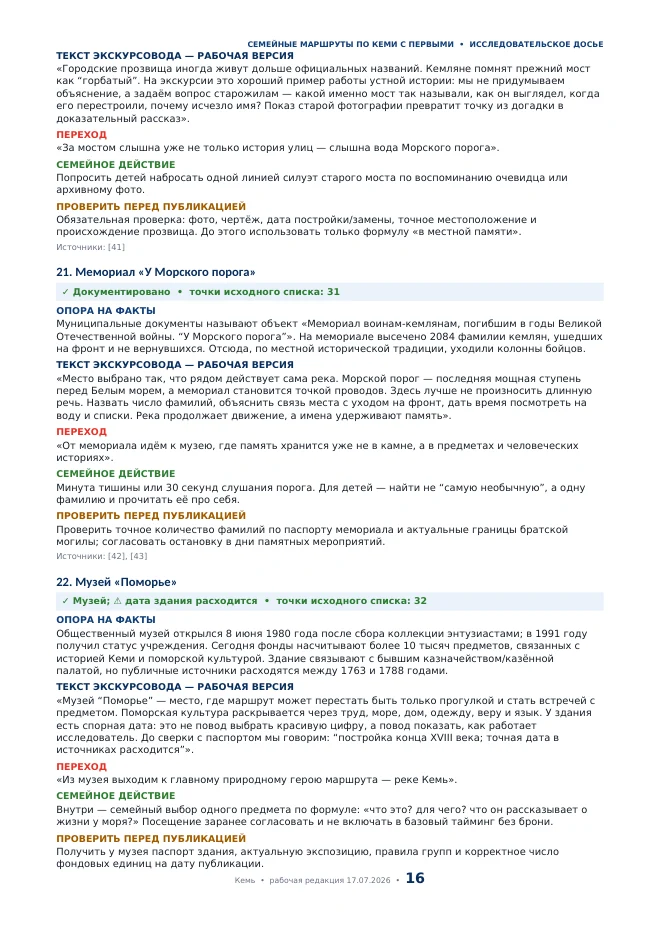 СЕМЕЙНЫЕ МАРШРУТЫ ПО КЕМИ С ПЕРВЫМИ • ИССЛЕДОВАТЕЛЬСКОЕ ДОСЬЕ
ТЕКСТ ЭКСКУРСОВОДА — РАБОЧАЯ ВЕРСИЯ
«Городские прозвища иногда живут дольше официальных названий. Кемляне помнят прежний мост
как “горбатый”. На экскурсии это хороший пример работы устной истории: мы не придумываем
объяснение, а задаём вопрос старожилам — какой именно мост так называли, как он выглядел, когда
его перестроили, почему исчезло имя? Показ старой фотографии превратит точку из догадки в
доказательный рассказ».
ПЕРЕХОД
«За мостом слышна уже не только история улиц — слышна вода Морского порога».
СЕМЕЙНОЕ ДЕЙСТВИЕ
Попросить детей набросать одной линией силуэт старого моста по воспоминанию очевидца или
архивному фото.
ПРОВЕРИТЬ ПЕРЕД ПУБЛИКАЦИЕЙ
Обязательная проверка: фото, чертёж, дата постройки/замены, точное местоположение и
происхождение прозвища. До этого использовать только формулу «в местной памяти».
Источники: [41]
21. Мемориал «У Морского порога»
✓ Документировано • точки исходного списка: 31
ОПОРА НА ФАКТЫ
Муниципальные документы называют объект «Мемориал воинам-кемлянам, погибшим в годы Великой
Отечественной войны. “У Морского порога”». На мемориале высечено 2084 фамилии кемлян, ушедших
на фронт и не вернувшихся. Отсюда, по местной исторической традиции, уходили колонны бойцов.
ТЕКСТ ЭКСКУРСОВОДА — РАБОЧАЯ ВЕРСИЯ
«Место выбрано так, что рядом действует сама река. Морской порог — последняя мощная ступень
перед Белым морем, а мемориал становится точкой проводов. Здесь лучше не произносить длинную
речь. Назвать число фамилий, объяснить связь места с уходом на фронт, дать время посмотреть на
воду и списки. Река продолжает движение, а имена удерживают память».
ПЕРЕХОД
«От мемориала идём к музею, где память хранится уже не в камне, а в предметах и человеческих
историях».
СЕМЕЙНОЕ ДЕЙСТВИЕ
Минута тишины или 30 секунд слушания порога. Для детей — найти не “самую необычную”, а одну
фамилию и прочитать её про себя.
ПРОВЕРИТЬ ПЕРЕД ПУБЛИКАЦИЕЙ
Проверить точное количество фамилий по паспорту мемориала и актуальные границы братской
могилы; согласовать остановку в дни памятных мероприятий.
Источники: [42], [43]
22. Музей «Поморье»
✓ Музей; ⚠ дата здания расходится • точки исходного списка: 32
ОПОРА НА ФАКТЫ
Общественный музей открылся 8 июня 1980 года после сбора коллекции энтузиастами; в 1991 году
получил статус учреждения. Сегодня фонды насчитывают более 10 тысяч предметов, связанных с
историей Кеми и поморской культурой. Здание связывают с бывшим казначейством/казённой
палатой, но публичные источники расходятся между 1763 и 1788 годами.
ТЕКСТ ЭКСКУРСОВОДА — РАБОЧАЯ ВЕРСИЯ
«Музей “Поморье” — место, где маршрут может перестать быть только прогулкой и стать встречей с
предметом. Поморская культура раскрывается через труд, море, дом, одежду, веру и язык. У здания
есть спорная дата: это не повод выбрать красивую цифру, а повод показать, как работает
исследователь. До сверки с паспортом мы говорим: “постройка конца XVIII века; точная дата в
источниках расходится”».
ПЕРЕХОД
«Из музея выходим к главному природному герою маршрута — реке Кемь».
СЕМЕЙНОЕ ДЕЙСТВИЕ
Внутри — семейный выбор одного предмета по формуле: «что это? для чего? что он рассказывает о
жизни у моря?» Посещение заранее согласовать и не включать в базовый тайминг без брони.
ПРОВЕРИТЬ ПЕРЕД ПУБЛИКАЦИЕЙ
Получить у музея паспорт здания, актуальную экспозицию, правила групп и корректное число
фондовых единиц на дату публикации.
Кемь • рабочая редакция 17.07.2026 • 16